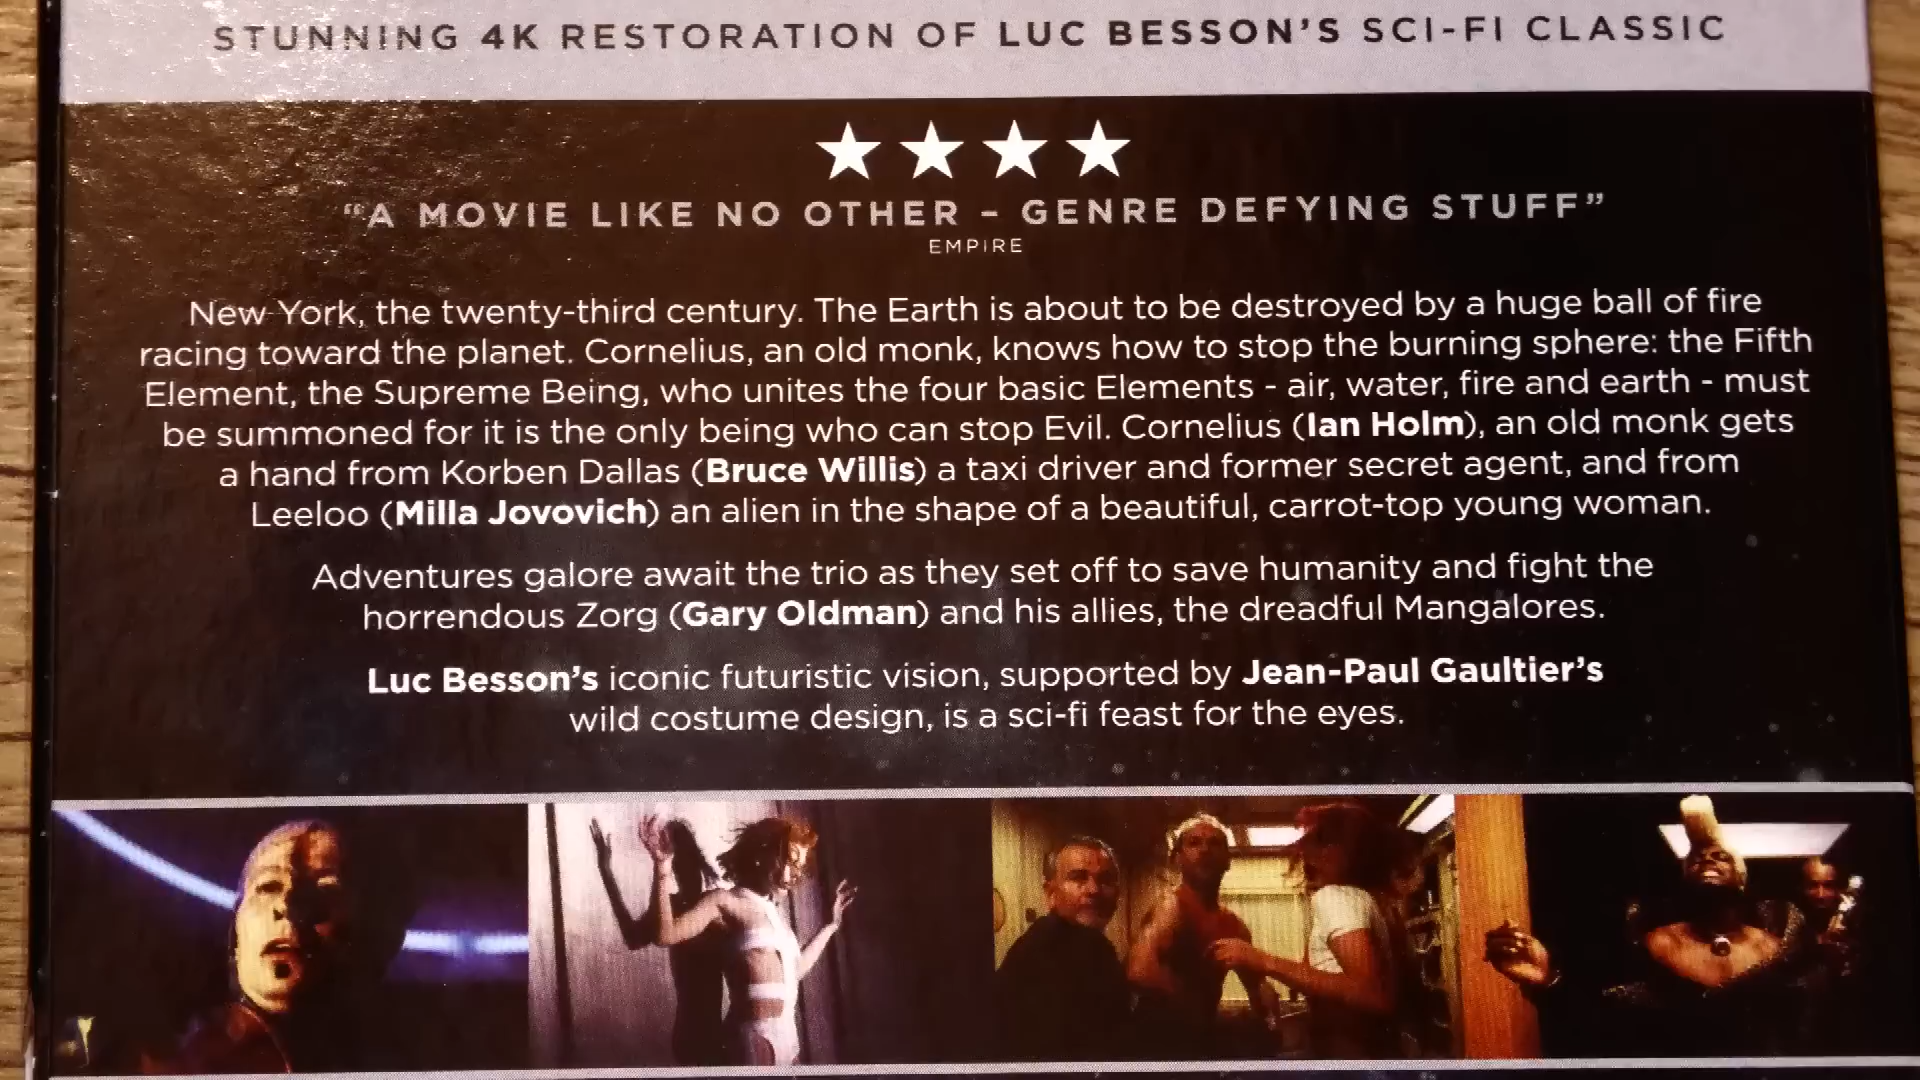 STUNNING 4K RESTORATION OF LUC BESSON'S SCI-FI CLASSIC
“A MOVIE LIKE NO OTHER – GENRE DEFYING STUFF”
EMPIRE
New York, the twenty-third century. The Earth is about to be destroyed by a huge ball of fire
racing toward the planet. Cornelius, an old monk, knows how to stop the burning sphere: the Fifth
Element, the Supreme Being, who unites the four basic Elements - air, water, fire and earth - must
be summoned for it is the only being who can stop Evil. Cornelius (Ian Holm), an old monk gets
a hand from Korben Dallas (Bruce Willis) a taxi driver and former secret agent, and from
Leeloo (Milla Jovovich) an alien in the shape of a beautiful, carrot-top young woman.
Adventures galore await the trio as they set off to save humanity and fight the
horrendous Zorg (Gary Oldman) and his allies, the dreadful Mangalores.
Luc Besson's iconic futuristic vision, supported by Jean-Paul Gaultier's
wild costume design, is a sci-fi feast for the eyes.